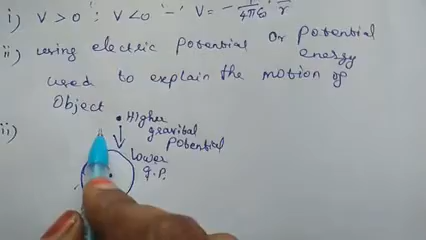 i) V > 0 : V < 0 '-' V = - 1/4πε₀
ii) using electric Potential or Potential
energy
used to explain the motion of
Object
ii) Higher
gravital
potential
lower
g.P.